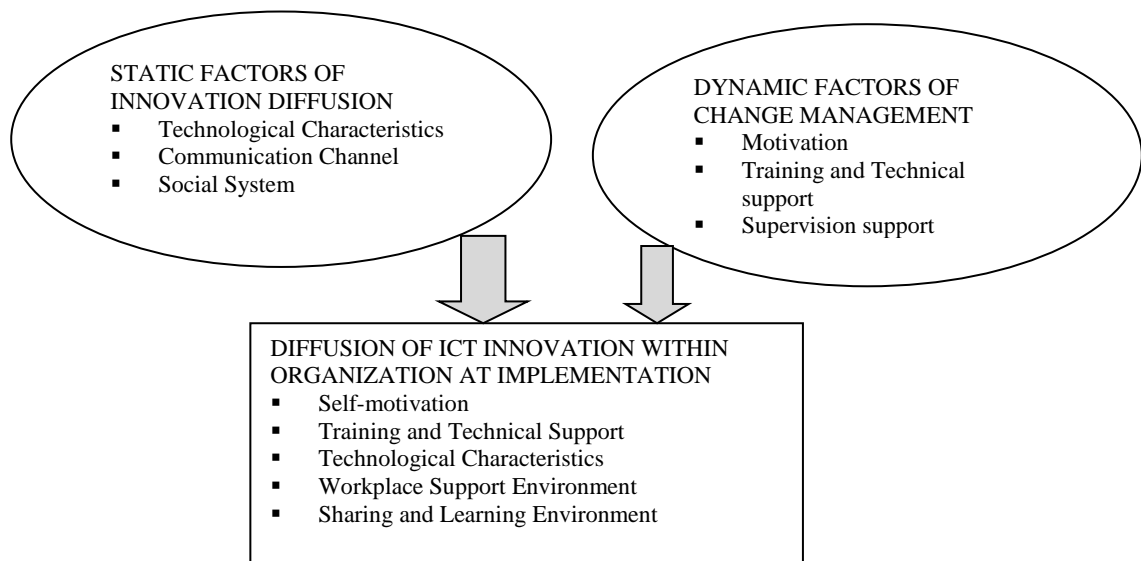 STATIC FACTORS OF
INNOVATION DIFFUSION
▪ Technological Characteristics
▪ Communication Channel
▪ Social System
DYNAMIC FACTORS OF
CHANGE MANAGEMENT
▪ Motivation
▪ Training and Technical
support
▪ Supervision support
DIFFUSION OF ICT INNOVATION WITHIN
ORGANIZATION AT IMPLEMENTATION
▪ Self-motivation
▪ Training and Technical Support
▪ Technological Characteristics
▪ Workplace Support Environment
▪ Sharing and Learning Environment